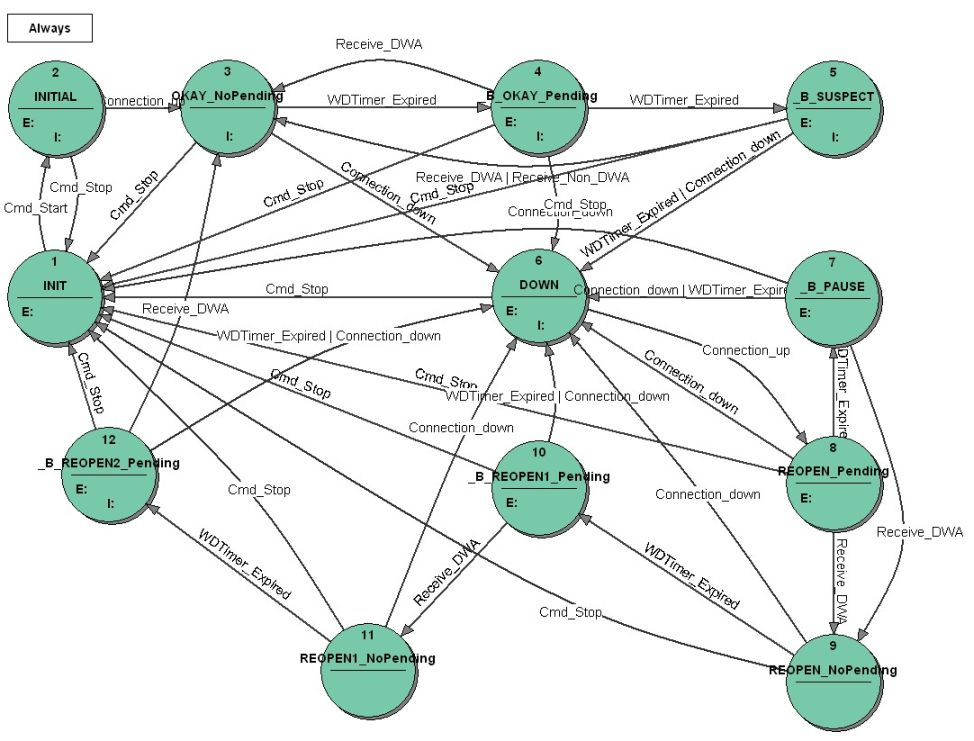 Always
2
INITIAL
E:
I:
3
OKAY_NoPending
I:
4
_B_OKAY_Pending
E:
I:
5
_B_SUSPECT
E:
I:
Receive_DWA
WDTimer_Expired
WDTimer_Expired
Cmd_Start
Cmd_Stop
Cmd_Stop
Connection_down
Cmd_Stop
Receive_DWA | Receive_Non_DWA
Cmd_Stop
Cmd_Stop
Connection_down
WDTimer_Expired | Connection_down
1
INIT
E:
6
DOWN
E:
I:
7
_B_PAUSE
E:
Cmd_Stop
Connection_down | WDTimer_Expire
Receive_DWA
WDTimer_Expired | Connection_down
Connection_up
Cmd_Stop
Cmd_Stop
Cmd_Stop
WDTimer_Expired | Connection_down
Connection_down
DTimer_Expire
Connection_down
12
_B_REOPEN2_Pending
E:
I:
10
_B_REOPEN1_Pending
E:
8
REOPEN_Pending
E:
Cmd_Stop
Connection_down
Receive_DWA
WDTimer_Expired
Receive_DWA
WDTimer_Expired
Receive_DWA
Cmd_Stop
11
REOPEN1_NoPending
9
REOPEN_NoPending